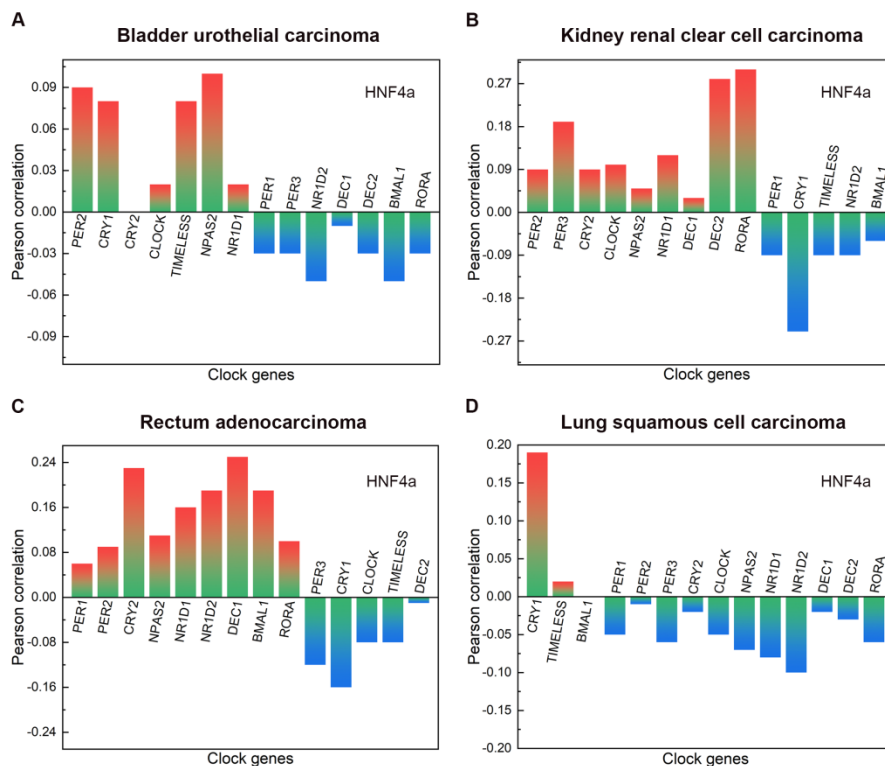 A
Bladder urothelial carcinoma
HNF4a
Pearson correlation
0.09
0.06
0.03
0.00
-0.03
-0.06
-0.09
PER2
CRY1
CRY2
CLOCK
TIMELESS
NPAS2
NR1D1
PER1
PER3
NR1D2
DEC1
DEC2
BMAL1
RORA
Clock genes
B
Kidney renal clear cell carcinoma
HNF4a
Pearson correlation
0.27
0.18
0.09
0.00
-0.09
-0.18
-0.27
PER2
PER3
CRY2
CLOCK
NPAS2
NR1D1
DEC1
DEC2
RORA
PER1
CRY1
TIMELESS
NR1D2
BMAL1
Clock genes
C
Rectum adenocarcinoma
HNF4a
Pearson correlation
0.24
0.16
0.08
0.00
-0.08
-0.16
-0.24
PER1
PER2
CRY2
NPAS2
NR1D1
NR1D2
DEC1
BMAL1
RORA
PER3
CRY1
CLOCK
TIMELESS
DEC2
Clock genes
D
Lung squamous cell carcinoma
HNF4a
Pearson correlation
0.20
0.15
0.10
0.05
0.00
-0.05
-0.10
-0.15
-0.20
CRY1
TIMELESS
BMAL1
PER1
PER2
PER3
CRY2
CLOCK
NPAS2
NR1D1
NR1D2
DEC1
DEC2
RORA
Clock genes